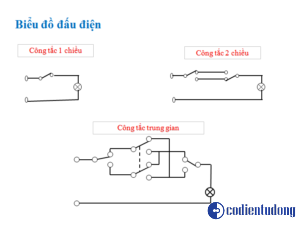 Biểu đồ đấu điện
Công tắc 1 chiều
Công tắc 2 chiều
Công tắc trung gian
codientudong